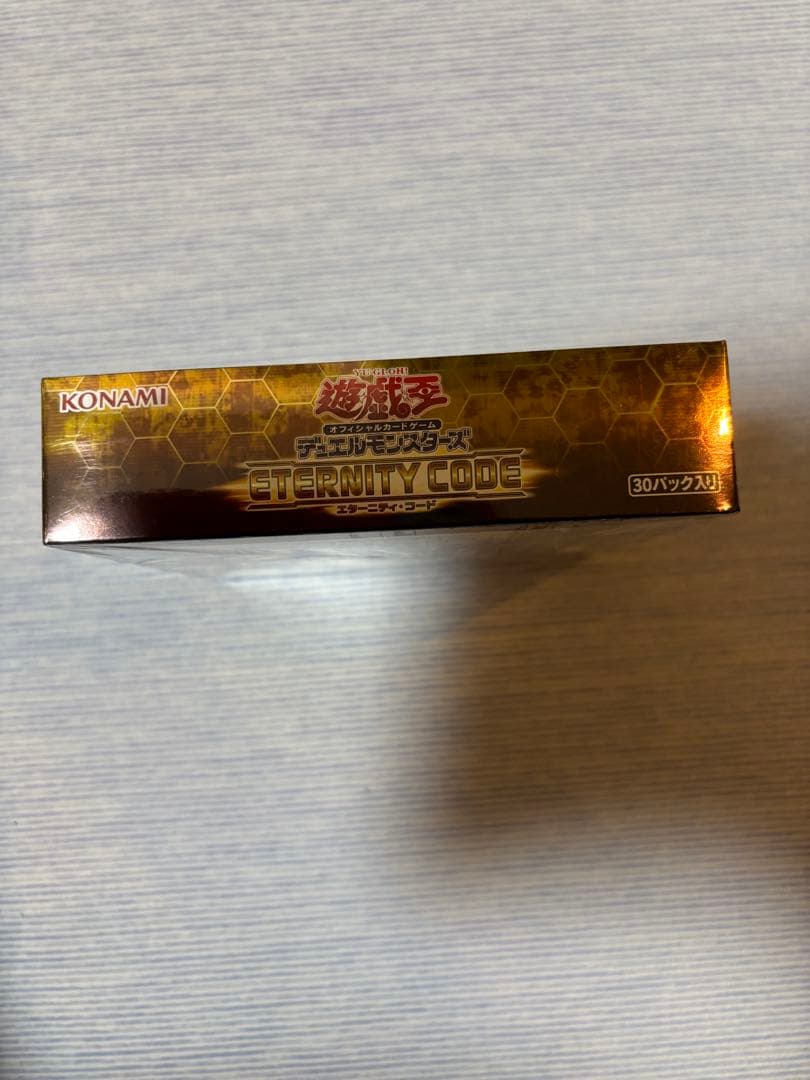 KONAMI
YU-GI-OH!
遊戯王
オフィシャルカードゲーム
デュエルモンスターズ
ETERNITY CODE
エターニティ・コード
30パック入り